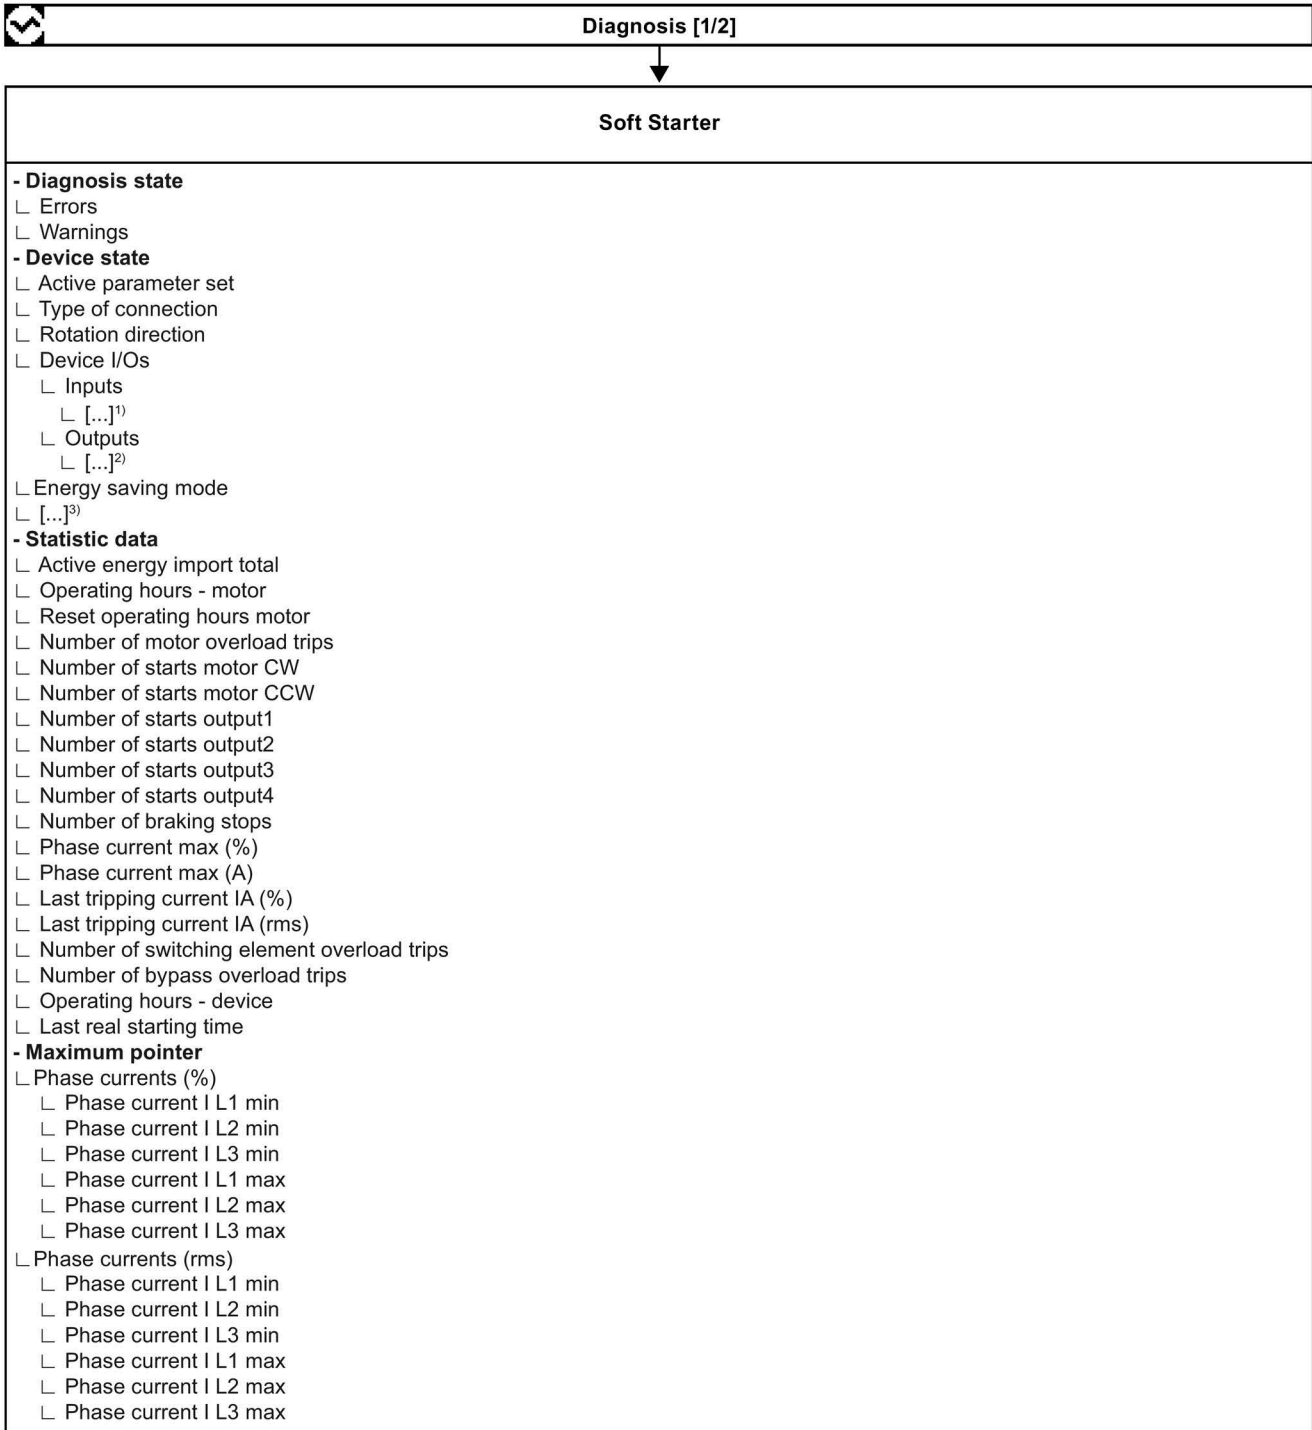 Diagnosis [1/2]
Soft Starter
- Diagnosis state
∟ Errors
∟ Warnings
- Device state
∟ Active parameter set
∟ Type of connection
∟ Rotation direction
∟ Device I/Os
∟ Inputs
∟ [...]1)
∟ Outputs
∟ [...]2)
∟ Energy saving mode
∟ [...]3)
- Statistic data
∟ Active energy import total
∟ Operating hours - motor
∟ Reset operating hours motor
∟ Number of motor overload trips
∟ Number of starts motor CW
∟ Number of starts motor CCW
∟ Number of starts output1
∟ Number of starts output2
∟ Number of starts output3
∟ Number of starts output4
∟ Number of braking stops
∟ Phase current max (%)
∟ Phase current max (A)
∟ Last tripping current IA (%)
∟ Last tripping current IA (rms)
∟ Number of switching element overload trips
∟ Number of bypass overload trips
∟ Operating hours - device
∟ Last real starting time
- Maximum pointer
∟ Phase currents (%)
∟ Phase current I L1 min
∟ Phase current I L2 min
∟ Phase current I L3 min
∟ Phase current I L1 max
∟ Phase current I L2 max
∟ Phase current I L3 max
∟ Phase currents (rms)
∟ Phase current I L1 min
∟ Phase current I L2 min
∟ Phase current I L3 min
∟ Phase current I L1 max
∟ Phase current I L2 max
∟ Phase current I L3 max